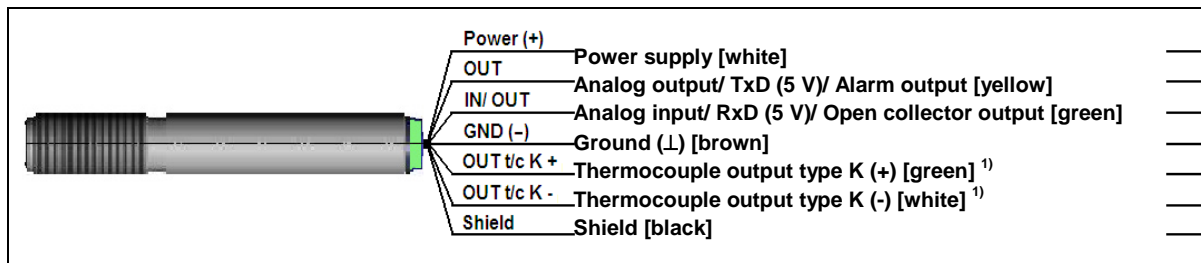 Power (+) Power supply [white]
OUT Analog output/ TxD (5 V)/ Alarm output [yellow]
IN/ OUT Analog input/ RxD (5 V)/ Open collector output [green]
GND (–) Ground (⊥) [brown]
OUT t/c K + Thermocouple output type K (+) [green] ¹⁾
OUT t/c K - Thermocouple output type K (-) [white] ¹⁾
Shield Shield [black]